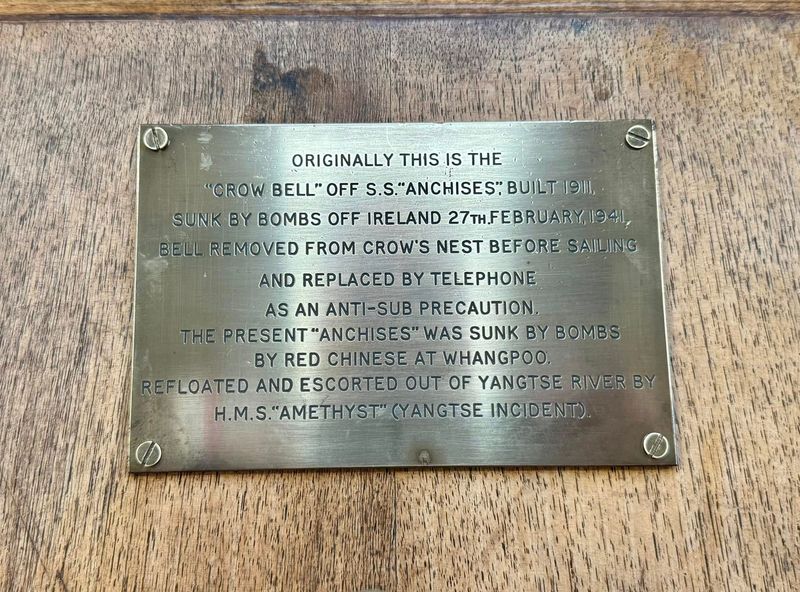 ORIGINALLY THIS IS THE
"CROW BELL" OFF S.S."ANCHISES", BUILT 1911,
SUNK BY BOMBS OFF IRELAND 27TH.FEBRUARY,1941,
BELL REMOVED FROM CROW'S NEST BEFORE SAILING
AND REPLACED BY TELEPHONE
AS AN ANTI-SUB PRECAUTION.
THE PRESENT "ANCHISES" WAS SUNK BY BOMBS
BY RED CHINESE AT WHANGPOO,
REFLOATED AND ESCORTED OUT OF YANGTSE RIVER BY
H.M.S."AMETHYST" (YANGTSE INCIDENT).